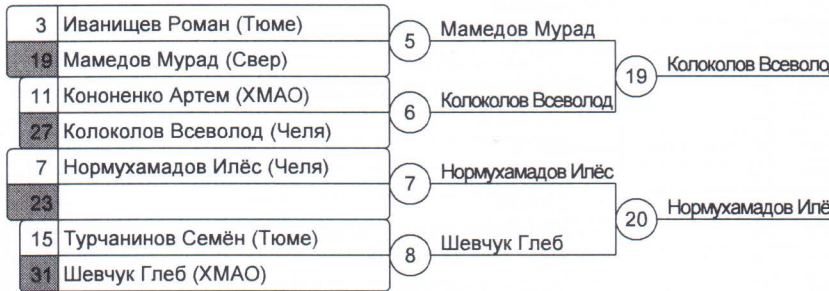 3 Иванищев Роман (Тюме)
19 Мамедов Мурад (Свер)
5 Мамедов Мурад
11 Кононенко Артем (ХМАО)
27 Колоколов Всеволод (Челя)
6 Колоколов Всеволод
19 Колоколов Всеволо
7 Нормухамадов Илёс (Челя)
23
7 Нормухамадов Илёс
15 Турчанинов Семён (Тюме)
31 Шевчук Глеб (ХМАО)
8 Шевчук Глеб
20 Нормухамадов Илё